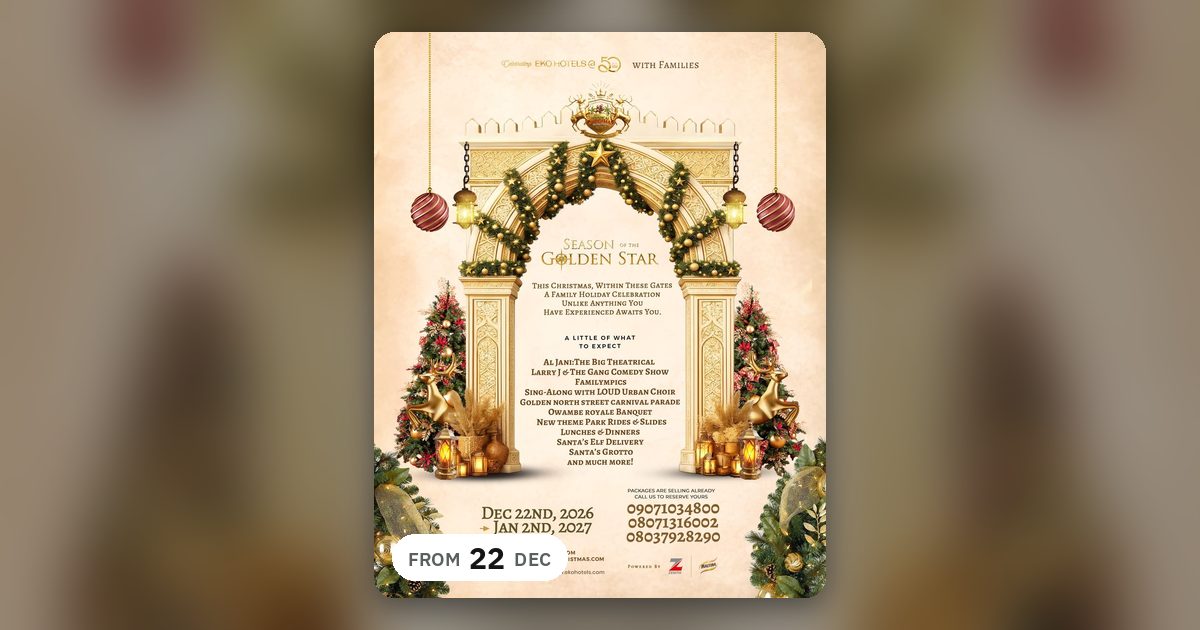 Celebrating EKO HOTELS @ 50 WITH FAMILIES
SEASON OF THE
GOLDEN STAR
THIS CHRISTMAS, WITHIN THESE GATES
A FAMILY HOLIDAY CELEBRATION
UNLIKE ANYTHING YOU
HAVE EXPERIENCED AWAITS YOU.
A LITTLE OF WHAT
TO EXPECT
AL JANI:THE BIG THEATRICAL
LARRY J & THE GANG COMEDY SHOW
FAMILYMPICS
SING-ALONG WITH LOUD URBAN CHOIR
GOLDEN NORTH STREET CARNIVAL PARADE
OWAMBE ROYALE BANQUET
NEW THEME PARK RIDES & SLIDES
LUNCHES & DINNERS
SANTA'S ELF DELIVERY
SANTA'S GROTTO
AND MUCH MORE!
DEC 22ND, 2026
JAN 2ND, 2027
PACKAGES ARE SELLING ALREADY
CALL US TO RESERVE YOURS
09071034800
08071316002
08037928290
POWERED BY ZENITH
FROM 22 DEC